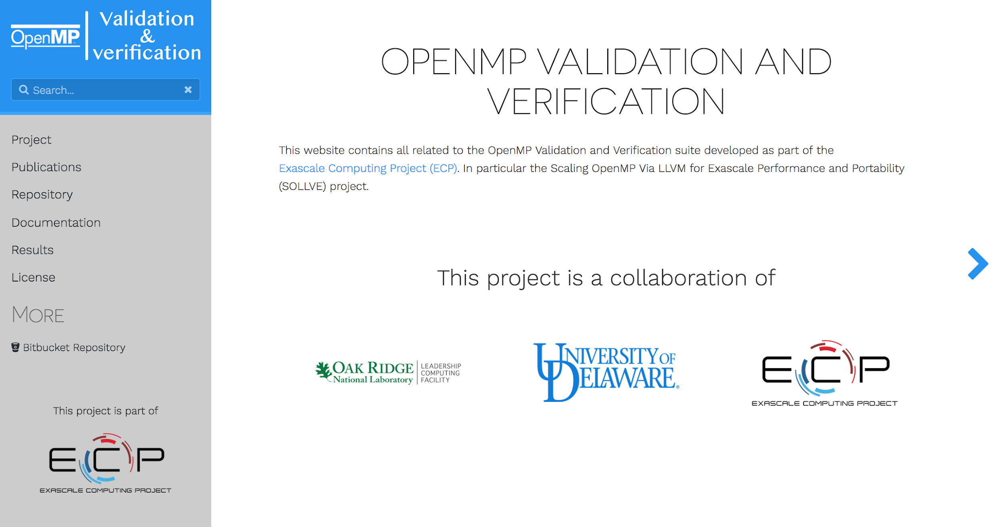 OpenMP
Validation
&
verification
Search...
Project
Publications
Repository
Documentation
Results
License
MORE
Bitbucket Repository
This project is part of
ECP
EXASCALE COMPUTING PROJECT
OPENMP VALIDATION AND
VERIFICATION
This website contains all related to the OpenMP Validation and Verification suite developed as part of the
Exascale Computing Project (ECP). In particular the Scaling OpenMP Via LLVM for Exascale Performance and Portability
(SOLLVE) project.
This project is a collaboration of
OAK RIDGE
National Laboratory
LEADERSHIP
COMPUTING
FACILITY
UNIVERSITY OF
DELAWARE®
ECP
EXASCALE COMPUTING PROJECT